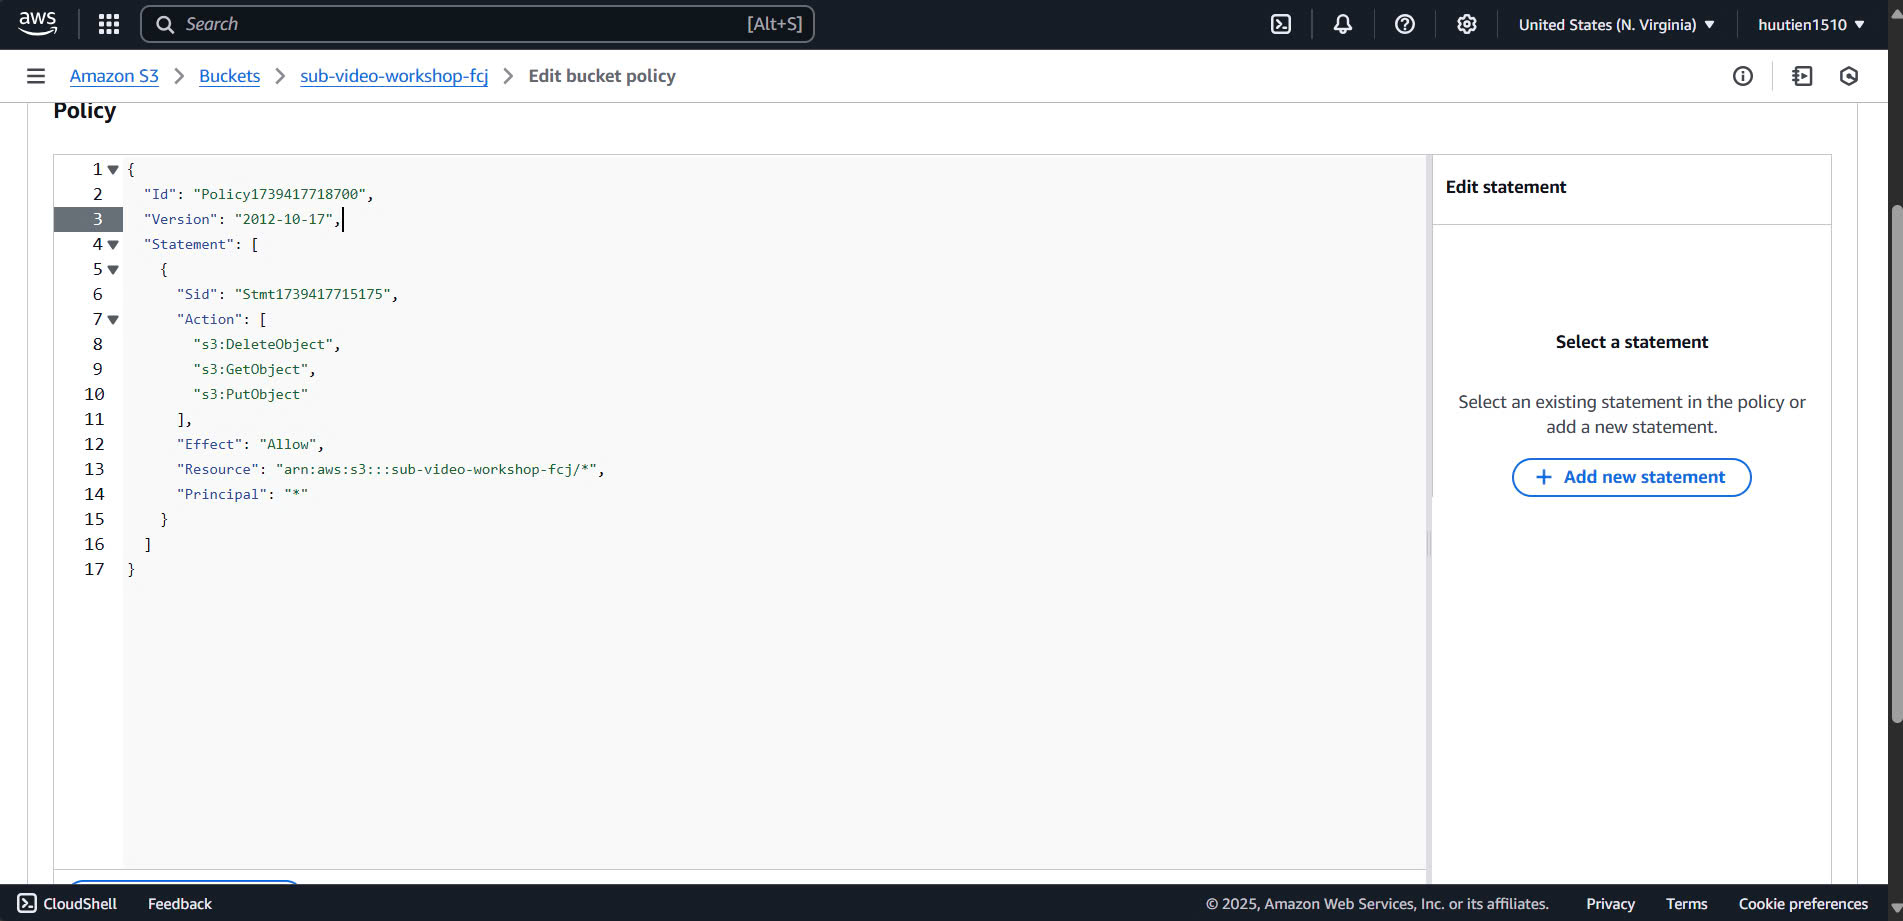 aws
Search [Alt+S]
United States (N. Virginia)
huutien1510
Amazon S3
Buckets
sub-video-workshop-fcj
Edit bucket policy
Policy
1 {
2 "Id": "Policy1739417718700",
3 "Version": "2012-10-17",
4 "Statement": [
5 {
6 "Sid": "Stmt1739417715175",
7 "Action": [
8 "s3:DeleteObject",
9 "s3:GetObject",
10 "s3:PutObject"
11 ],
12 "Effect": "Allow",
13 "Resource": "arn:aws:s3:::sub-video-workshop-fcj/*",
14 "Principal": "*"
15 }
16 ]
17 }
Edit statement
Select a statement
Select an existing statement in the policy or
add a new statement.
+ Add new statement
CloudShell
Feedback
© 2025, Amazon Web Services, Inc. or its affiliates.
Privacy
Terms
Cookie preferences